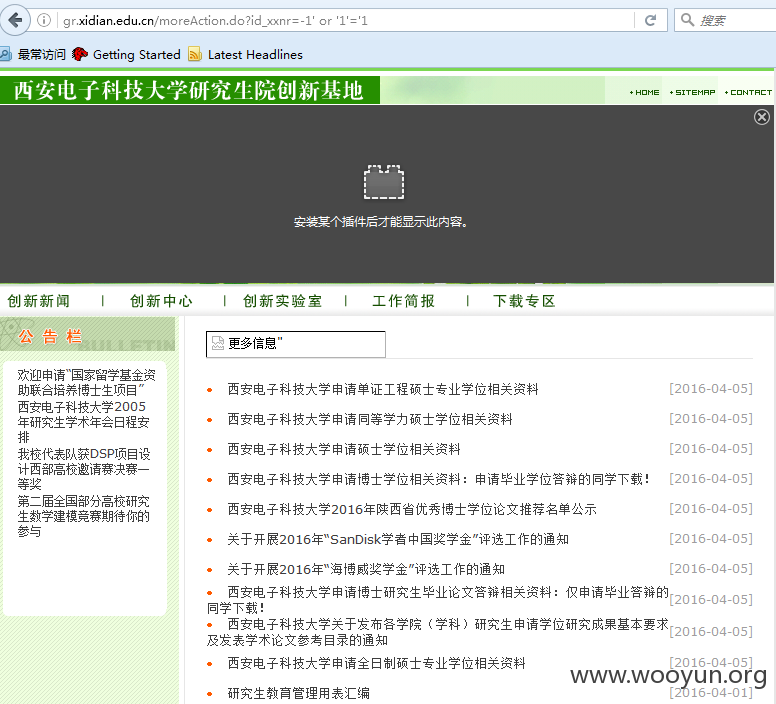 gr.xidian.edu.cn/moreAction.do?id_xxnr=-1' or '1'='1
搜索
最常访问 Getting Started Latest Headlines
西安电子科技大学研究生院创新基地
HOME SITEMAP CONTACT
安装某个插件后才能显示此内容。
创新新闻 | 创新中心 | 创新实验室 | 工作简报 | 下载专区
公告栏
BULLETIN
欢迎申请“国家留学基金资
助联合培养博士生项目”
西安电子科技大学2005
年研究生学术年会日程安
排
我校代表队获DSP项目设
计西部高校邀请赛决赛一
等奖
第二届全国部分高校研究
生数学建模竞赛期待你的
参与
更多信息"
西安电子科技大学申请单证工程硕士专业学位相关资料 [2016-04-05]
西安电子科技大学申请同等学力硕士学位相关资料 [2016-04-05]
西安电子科技大学申请硕士学位相关资料 [2016-04-05]
西安电子科技大学申请博士学位相关资料：申请毕业学位答辩的同学下载！ [2016-04-05]
西安电子科技大学2016年陕西省优秀博士学位论文推荐名单公示 [2016-04-05]
关于开展2016年“SanDisk学者中国奖学金”评选工作的通知 [2016-04-05]
关于开展2016年“海博威奖学金”评选工作的通知 [2016-04-05]
西安电子科技大学申请博士研究生毕业论文答辩相关资料：仅申请毕业答辩的
同学下载！ [2016-04-05]
西安电子科技大学关于发布各学院（学科）研究生申请学位研究成果基本要求
及发表学术论文参考目录的通知 [2016-04-05]
西安电子科技大学申请全日制硕士专业学位相关资料 [2016-04-05]
研究生教育管理用表汇编 [2016-04-01]
www.wooyun.org